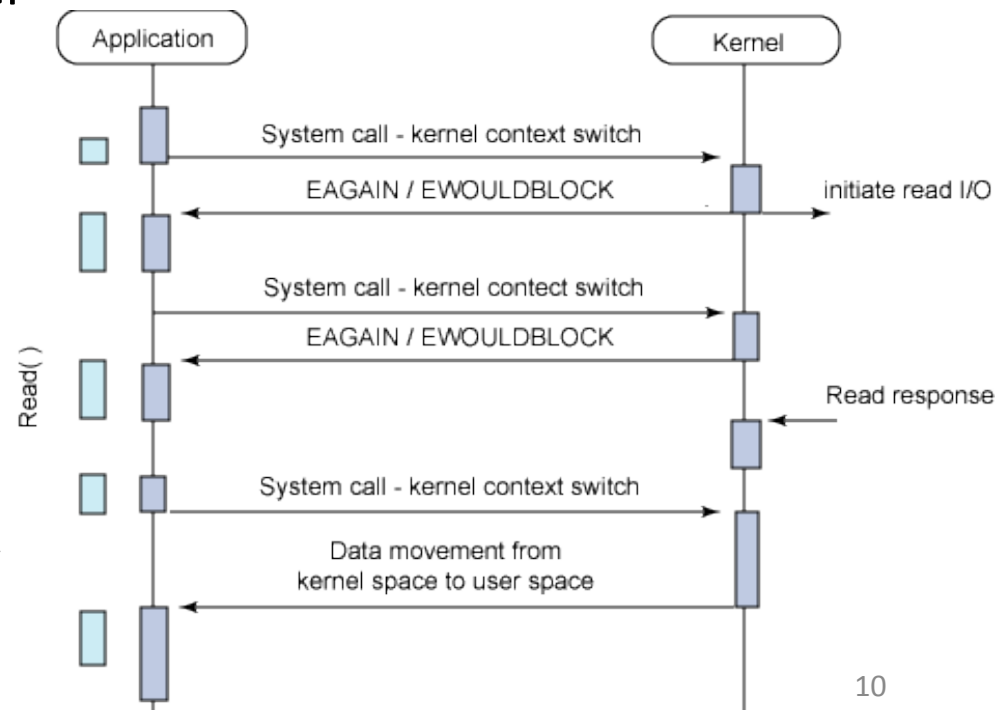 Application
Kernel
System call - kernel context switch
EAGAIN / EWOULDBLOCK
initiate read I/O
System call - kernel contect switch
EAGAIN / EWOULDBLOCK
Read( )
Read response
System call - kernel context switch
Data movement from
kernel space to user space
10